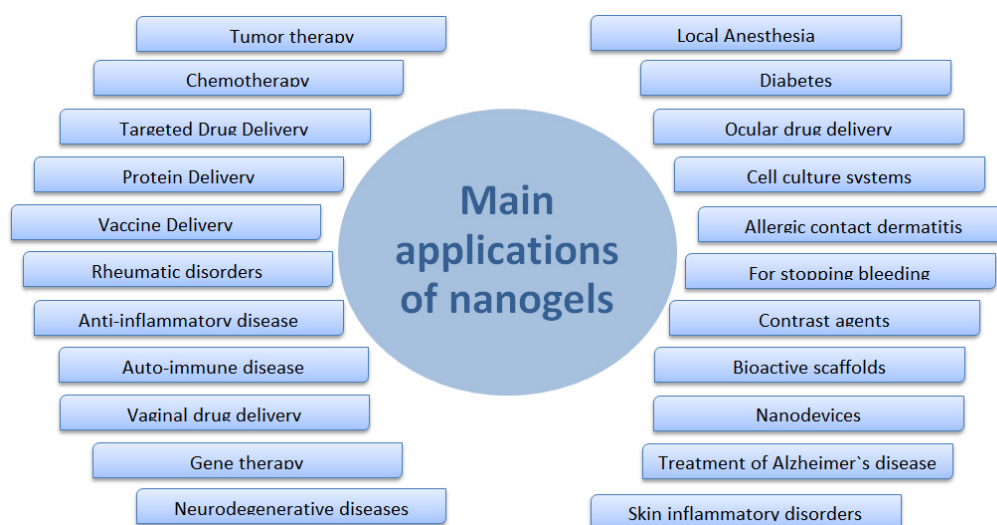 Tumor therapy
Chemotherapy
Targeted Drug Delivery
Protein Delivery
Vaccine Delivery
Rheumatic disorders
Anti-inflammatory disease
Auto-immune disease
Vaginal drug delivery
Gene therapy
Neurodegenerative diseases
Main
applications
of nanogels
Local Anesthesia
Diabetes
Ocular drug delivery
Cell culture systems
Allergic contact dermatitis
For stopping bleeding
Contrast agents
Bioactive scaffolds
Nanodevices
Treatment of Alzheimer`s disease
Skin inflammatory disorders